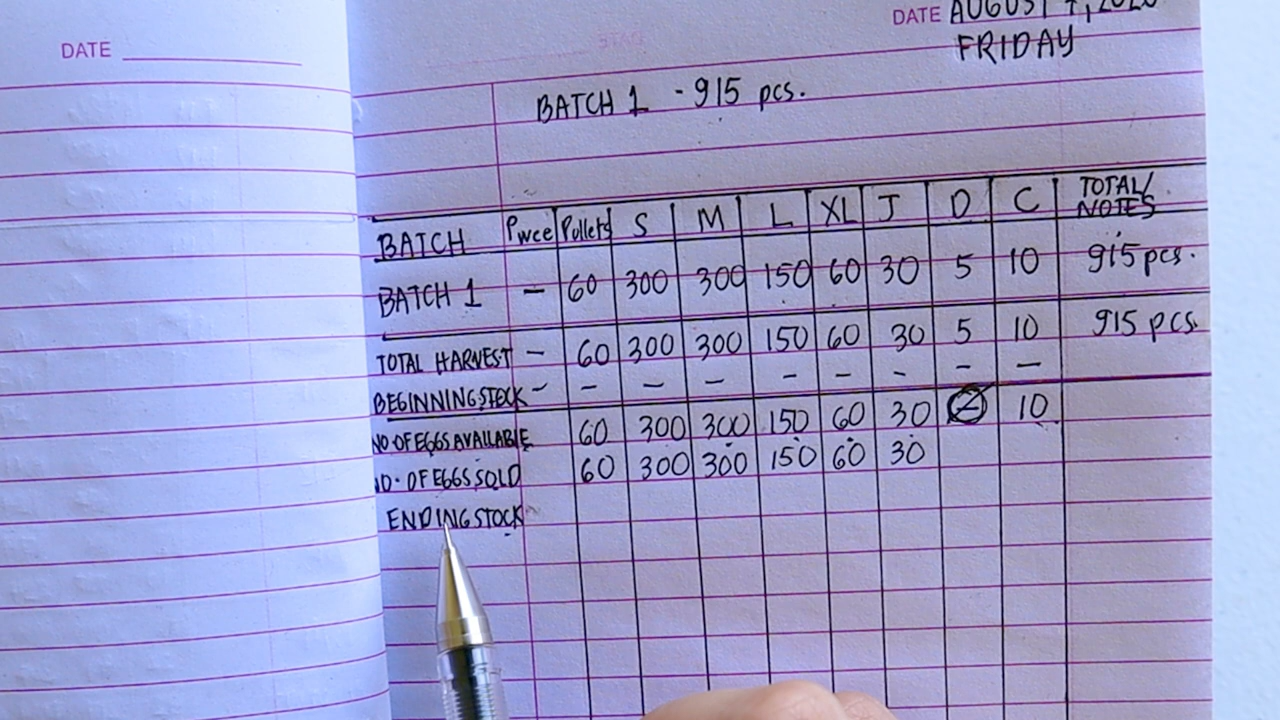 DATE
DATE AUGUST 7, 2020
FRIDAY
BATCH 1 - 915 pcs.
BATCH Pwee Pullets S M L XL J D C TOTAL/ NOTES
BATCH 1 - 60 300 300 150 60 30 5 10 915 pcs.
TOTAL HARVEST - 60 300 300 150 60 30 5 10 915 pcs.
BEGINNING STOCK - - - - - - - - -
NO OF EGGS AVAILABLE 60 300 300 150 60 30 10
NO. OF EGGS SOLD 60 300 300 150 60 30
ENDING STOCK